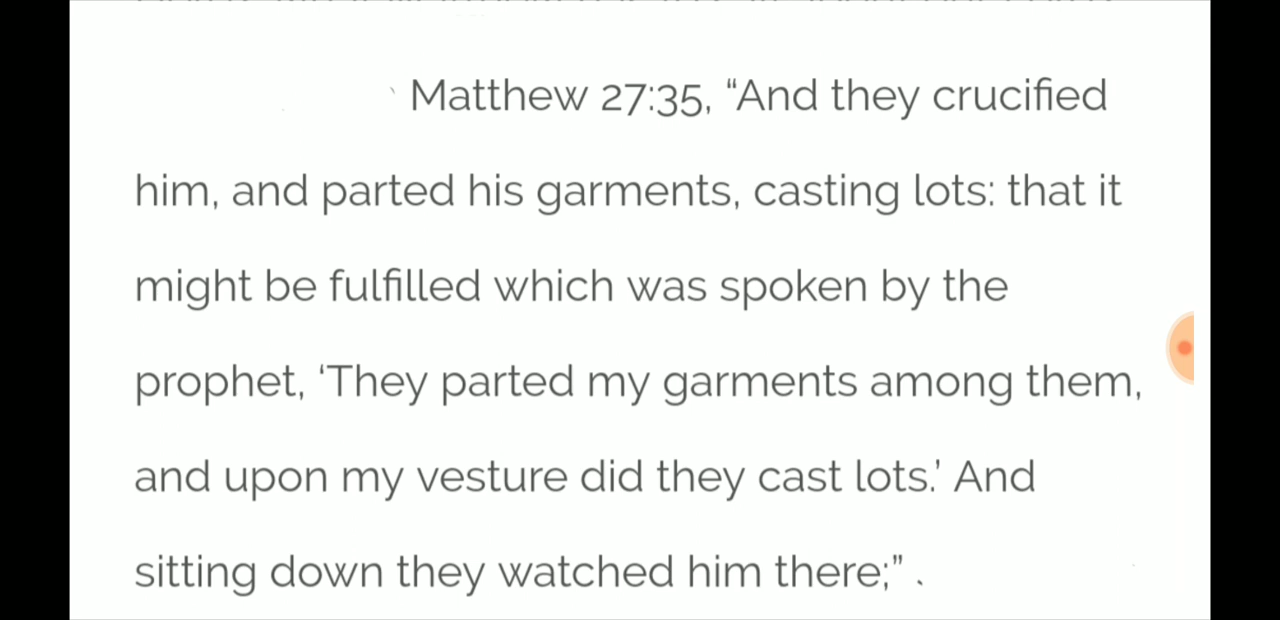 Matthew 27:35, “And they crucified
him, and parted his garments, casting lots: that it
might be fulfilled which was spoken by the
prophet, ‘They parted my garments among them,
and upon my vesture did they cast lots.’ And
sitting down they watched him there;” .